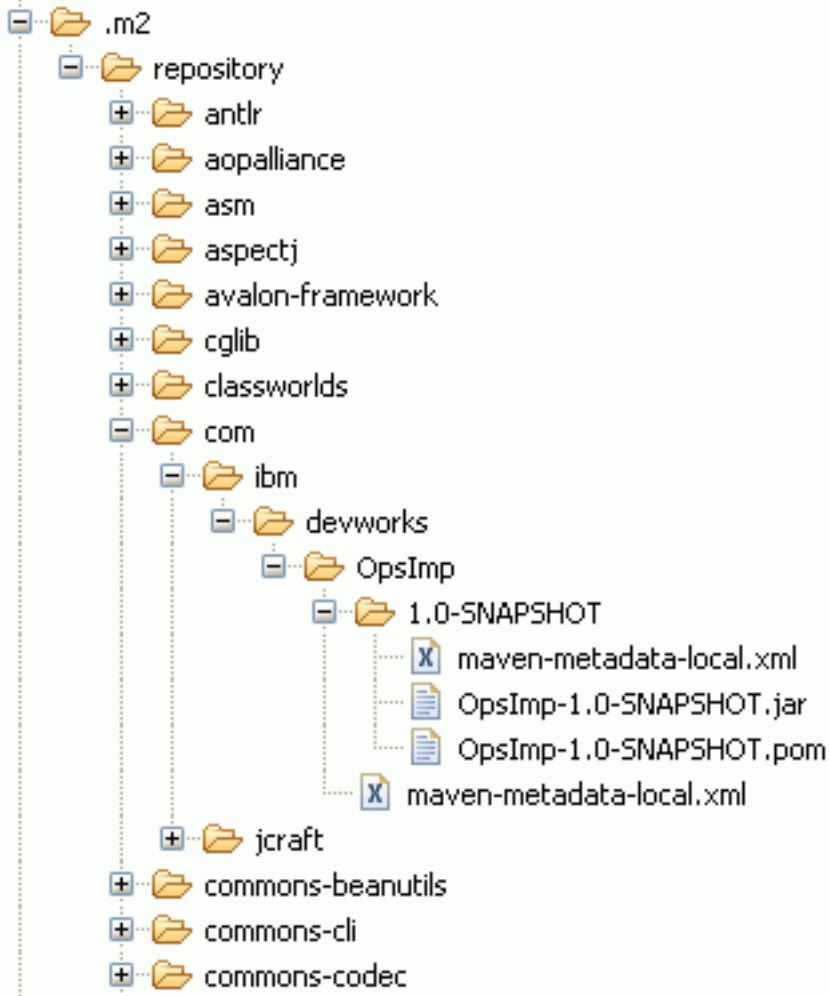 .m2
repository
antlr
aopalliance
asm
aspectj
avalon-framework
cglib
classworlds
com
ibm
devworks
OpsImp
1.0-SNAPSHOT
maven-metadata-local.xml
OpsImp-1.0-SNAPSHOT.jar
OpsImp-1.0-SNAPSHOT.pom
maven-metadata-local.xml
jcraft
commons-beanutils
commons-cli
commons-codec